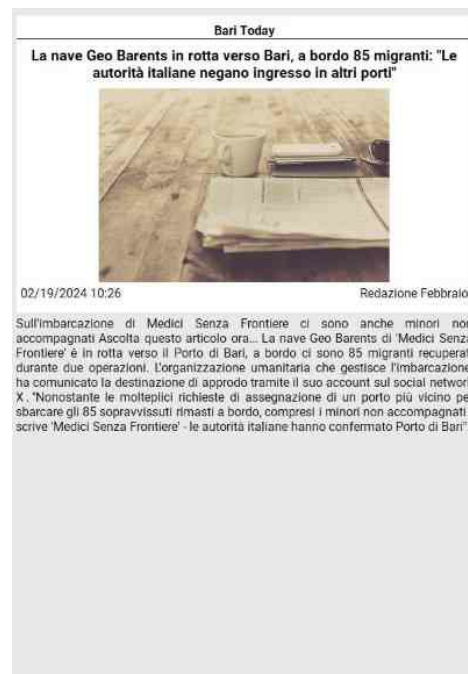 Bari Today
La nave Geo Barents in rotta verso Bari, a bordo 85 migranti: "Le
autorità italiane negano ingresso in altri porti"
02/19/2024 10:26 Redazione Febbraio
Sull'imbarcazione di Medici Senza Frontiere ci sono anche minori non
accompagnati Ascolta questo articolo ora... La nave Geo Barents di 'Medici Senza
Frontiere' è in rotta verso il Porto di Bari, a bordo ci sono 85 migranti recuperat
durante due operazioni. L'organizzazione umanitaria che gestisce l'imbarcazione
ha comunicato la destinazione di approdo tramite il suo account sul social networ
X . "Nonostante le molteplici richieste di assegnazione di un porto più vicino pe
sbarcare gli 85 sopravvissuti rimasti a bordo, compresi i minori non accompagnati
scrive 'Medici Senza Frontiere' - le autorità italiane hanno confermato Porto di Bari"